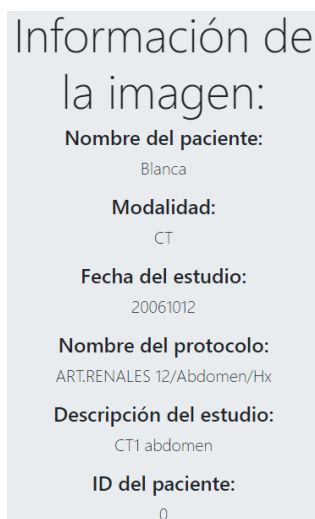 Información de
la imagen:
Nombre del paciente:
Blanca
Modalidad:
CT
Fecha del estudio:
20061012
Nombre del protocolo:
ART.RENALES 12/Abdomen/Hx
Descripción del estudio:
CT1 abdomen
ID del paciente:
0